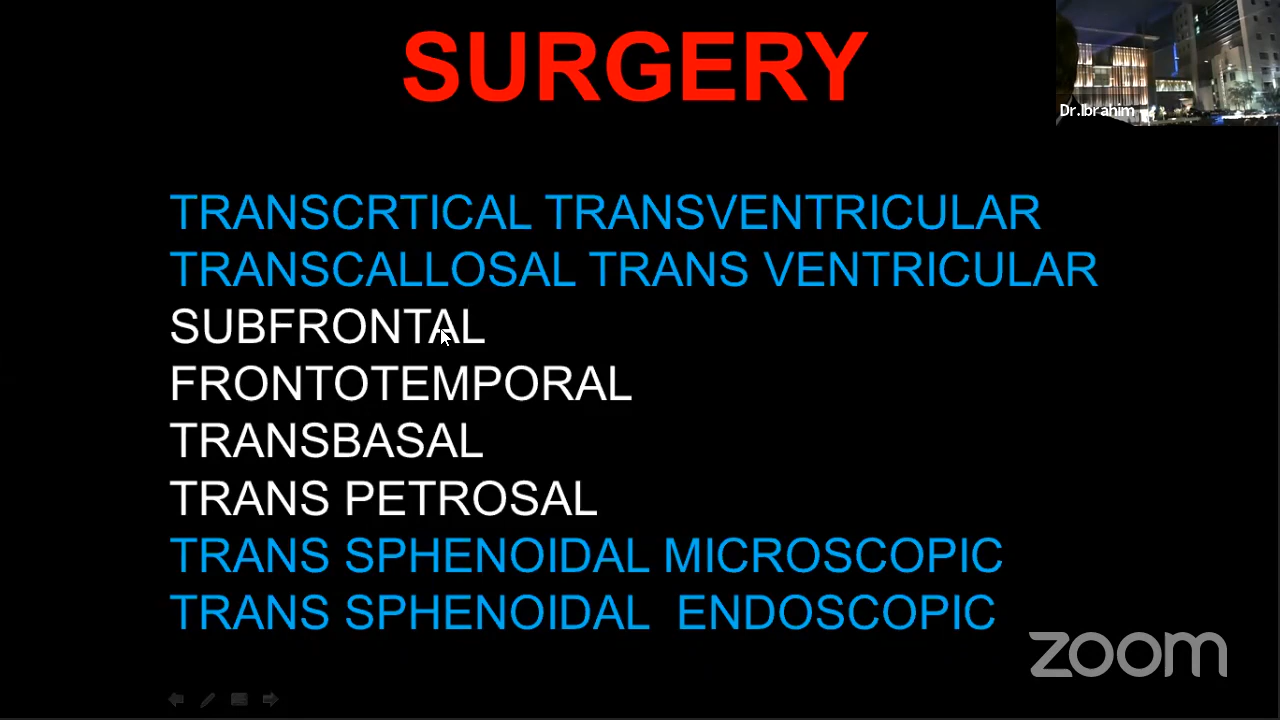 SURGERY
Dr.Ibrahim
TRANSCRTICAL TRANSVENTRICULAR
TRANSCALLOSAL TRANS VENTRICULAR
SUBFRONTAL
FRONTOTEMPORAL
TRANSBASAL
TRANS PETROSAL
TRANS SPHENOIDAL MICROSCOPIC
TRANS SPHENOIDAL ENDOSCOPIC
zoom